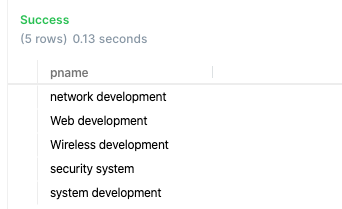 Success
(5 rows) 0.13 seconds
pname
network development
Web development
Wireless development
security system
system development